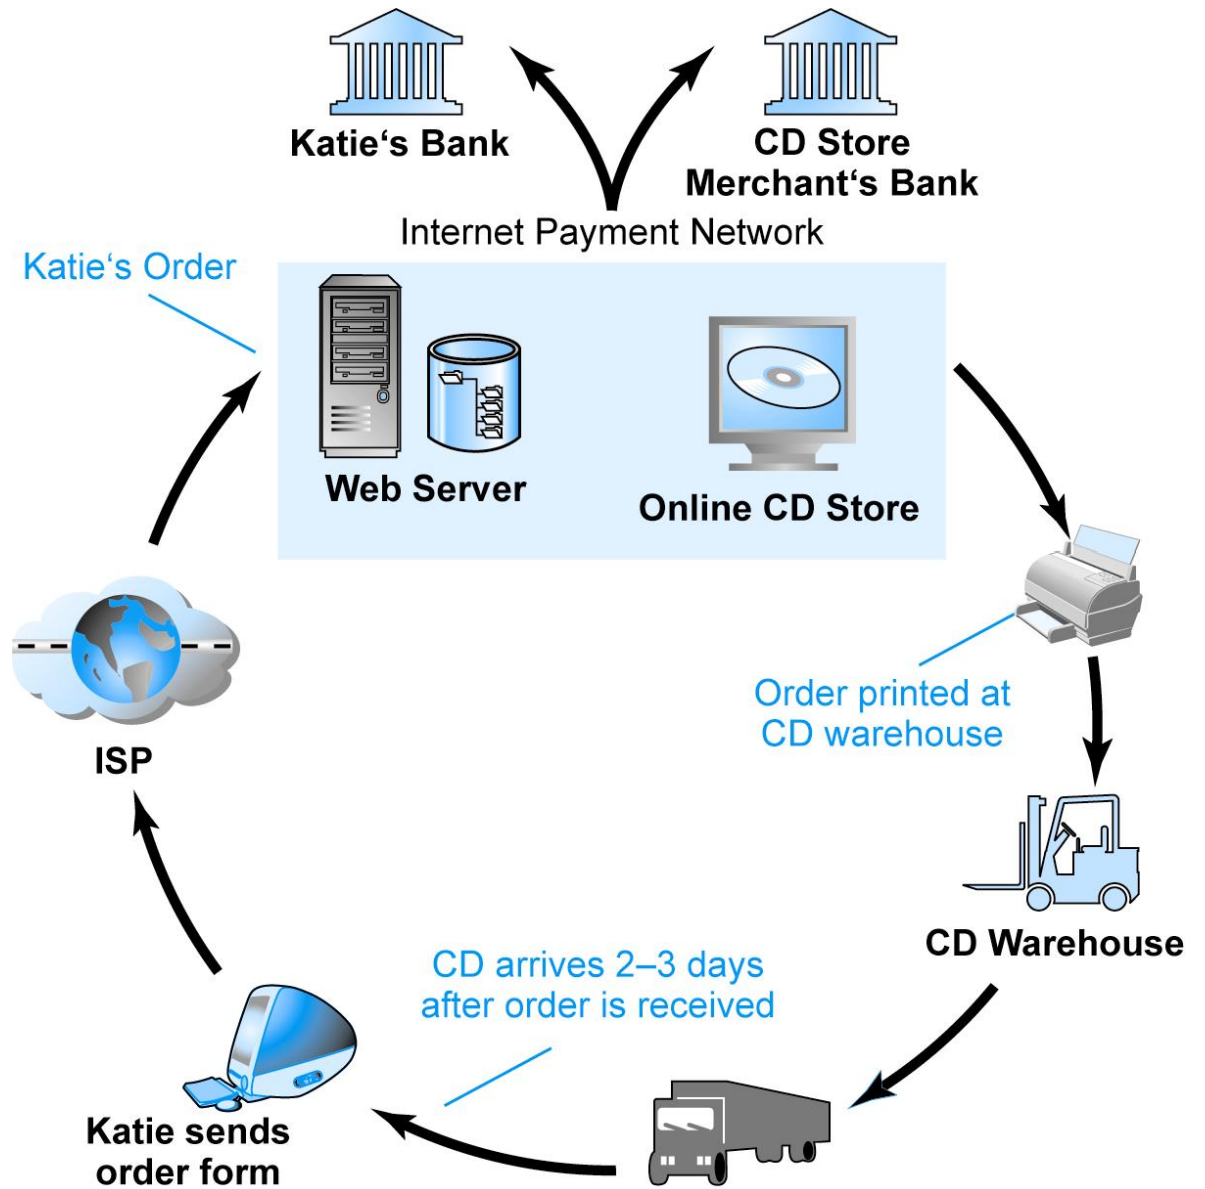 Katie‘s Bank
CD Store
Merchant‘s Bank
Internet Payment Network
Katie‘s Order
Web Server
Online CD Store
Order printed at
CD warehouse
ISP
CD Warehouse
CD arrives 2–3 days
after order is received
Katie sends
order form